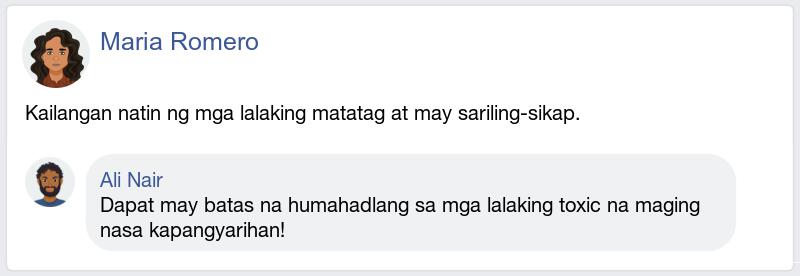 Maria Romero
Kailangan natin ng mga lalaking matatag at may sariling-sikap.
Ali Nair
Dapat may batas na humahadlang sa mga lalaking toxic na maging
nasa kapangyarihan!